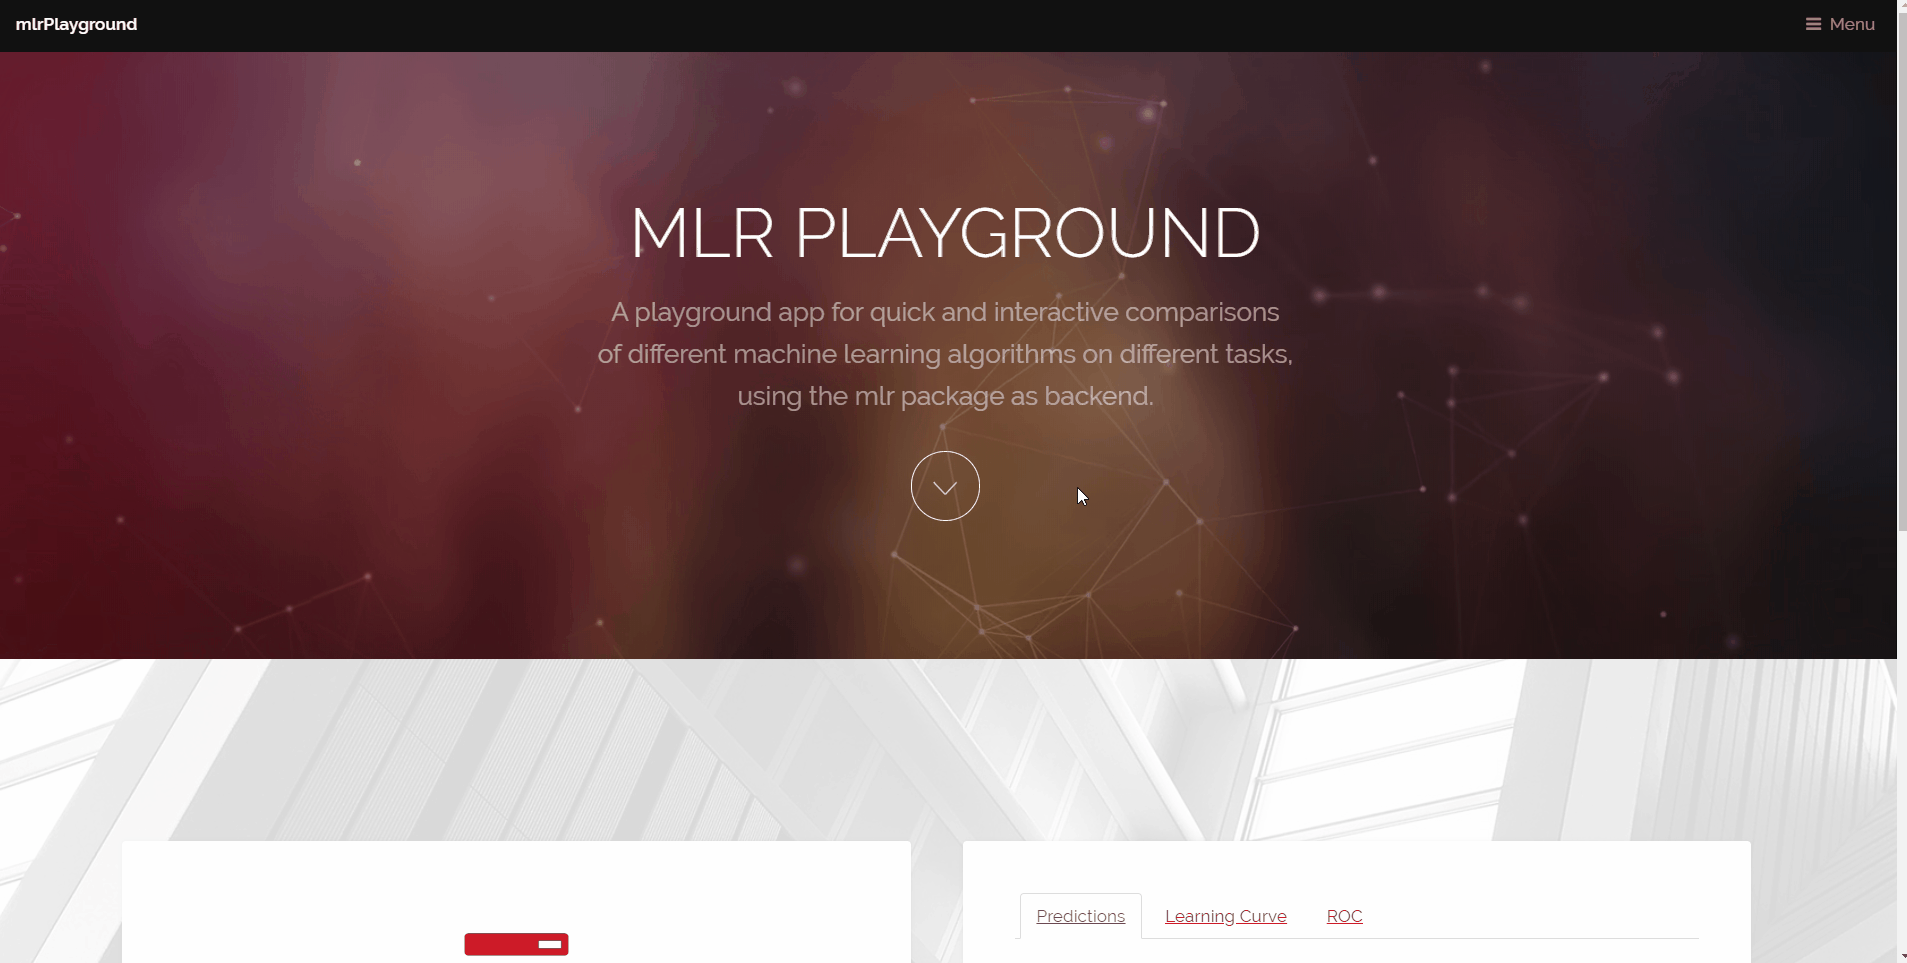 mlrPlayground
Menu
MLR PLAYGROUND
A playground app for quick and interactive comparisons
of different machine learning algorithms on different tasks,
using the mlr package as backend.
Predictions
Learning Curve
ROC